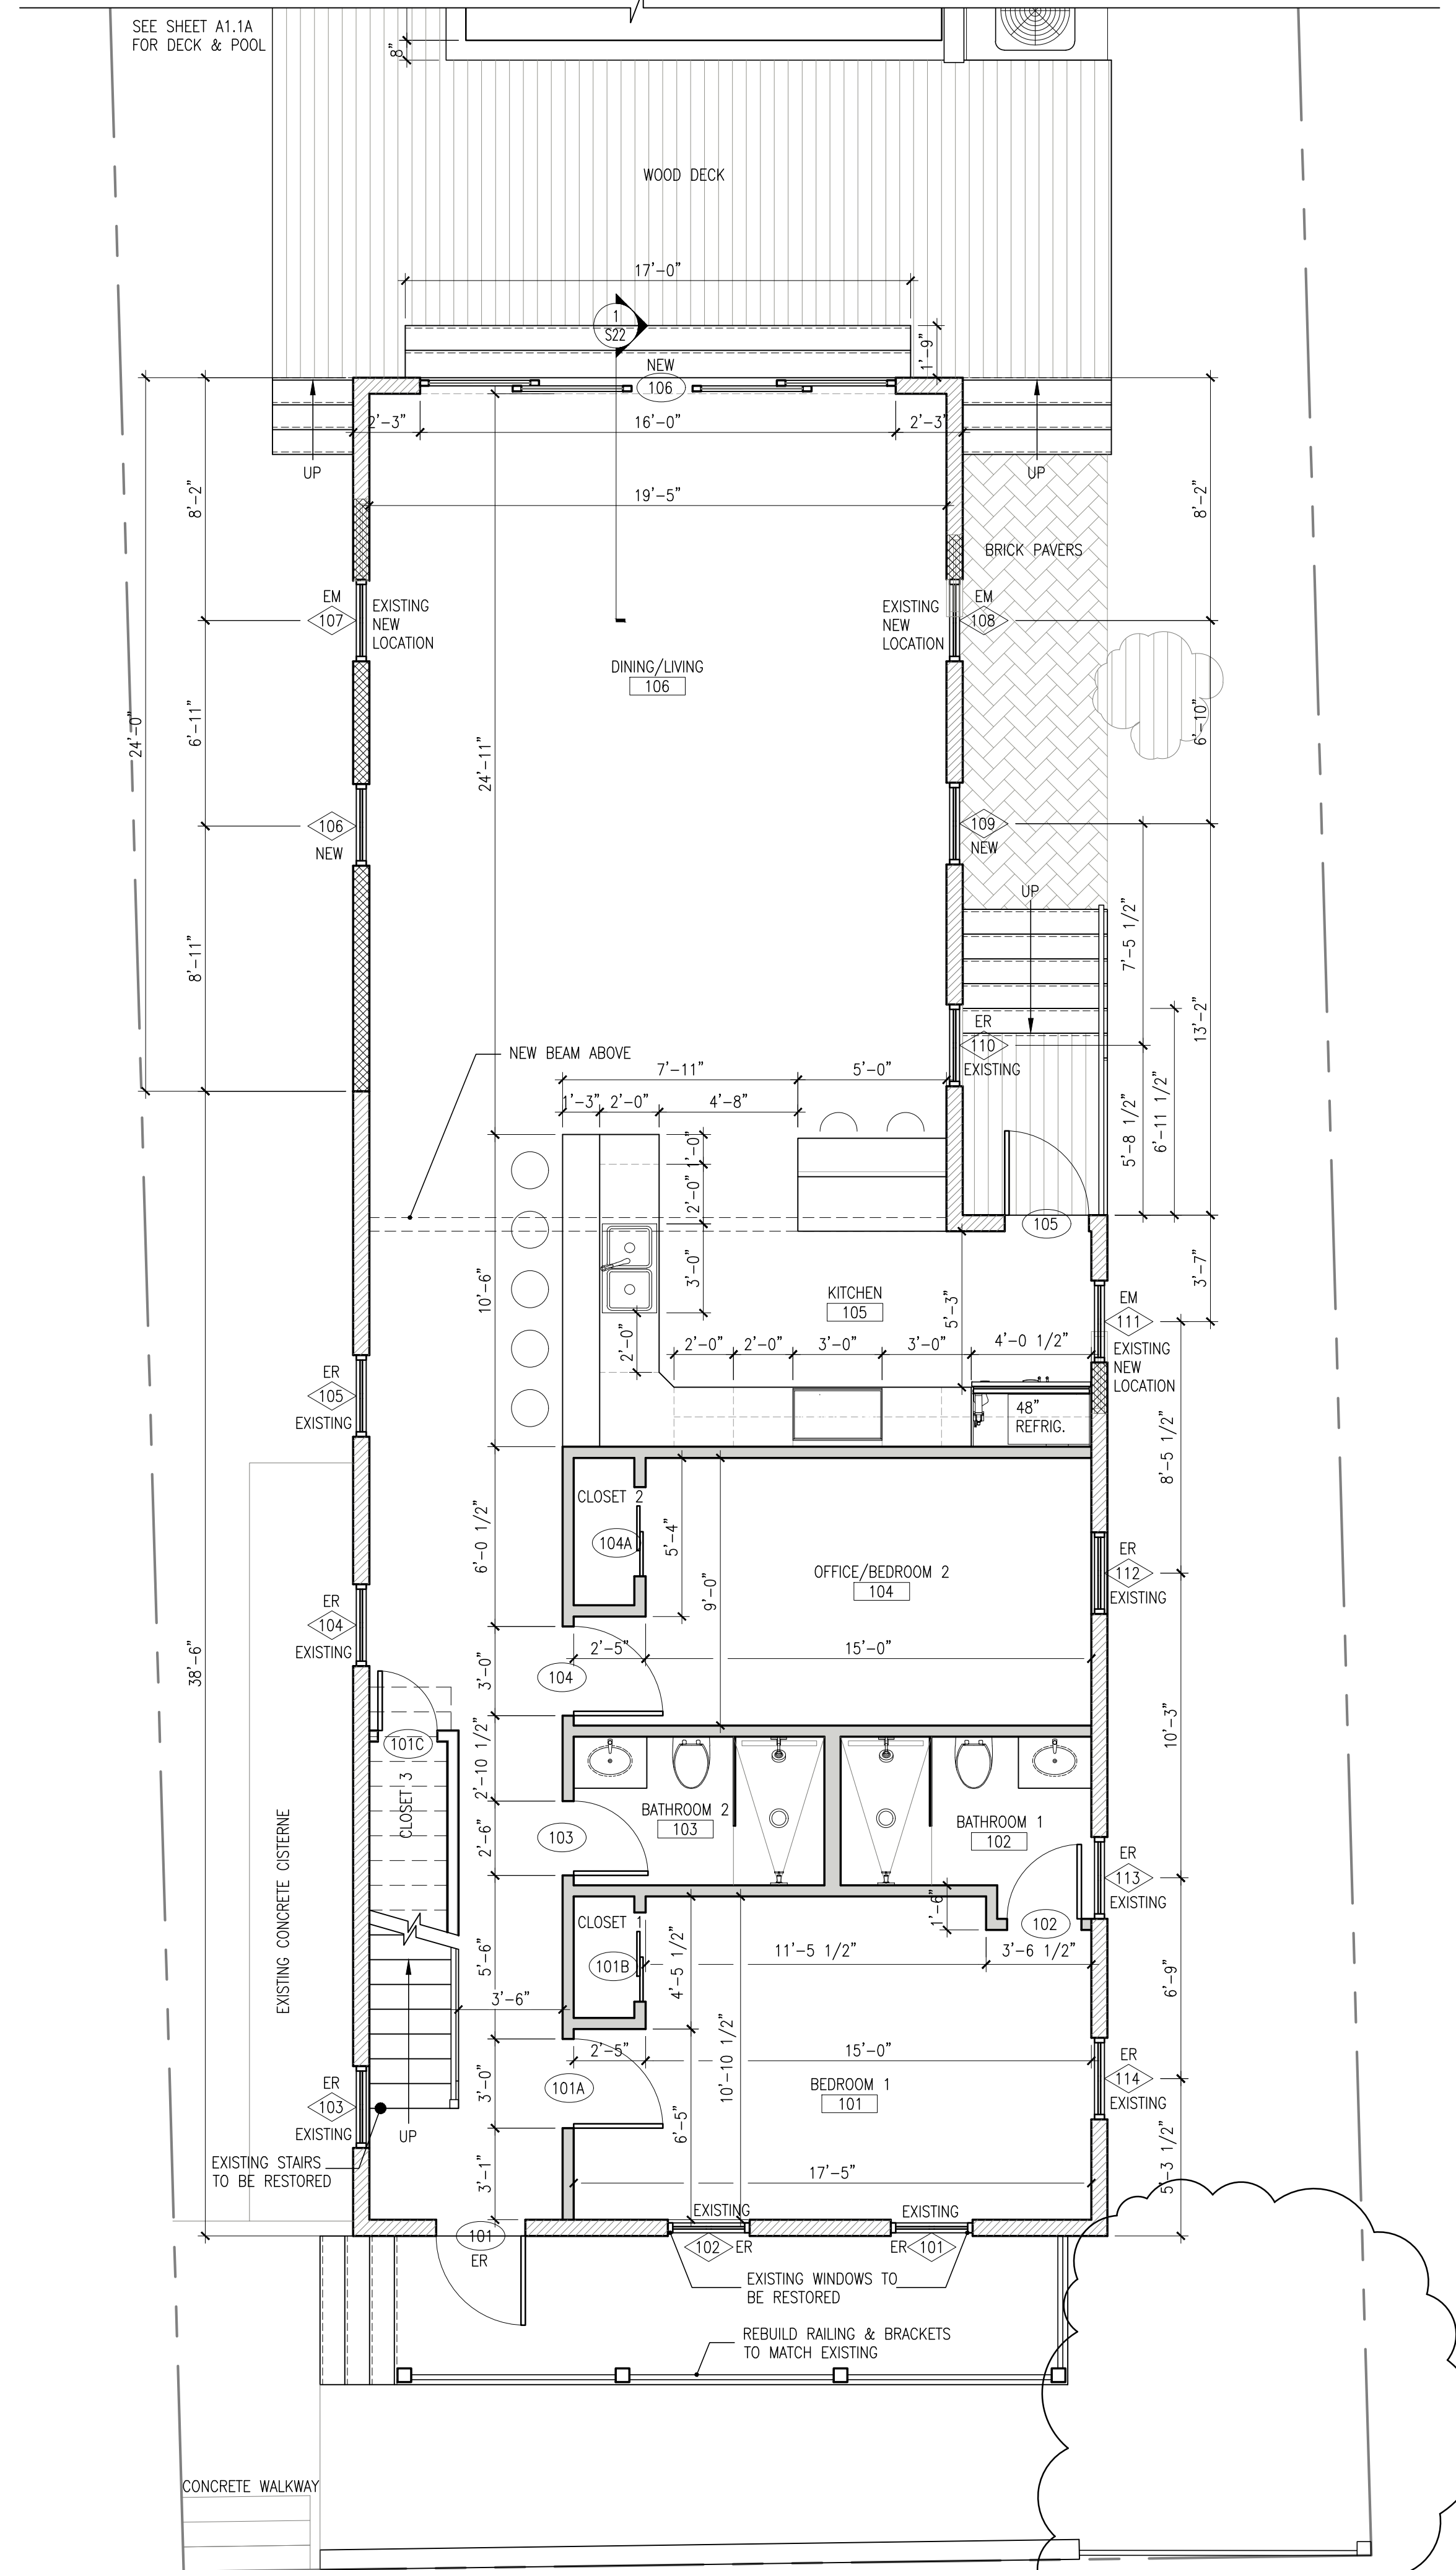 SEE SHEET A1.1A
FOR DECK & POOL
8"
WOOD DECK
17'-0"
1
S22
1'-9"
NEW
106
2'-3"
16'-0"
2'-3"
UP
UP
19'-5"
8'-2"
8'-2"
BRICK PAVERS
EM
107
EXISTING
NEW
LOCATION
EXISTING
NEW
LOCATION
EM
108
DINING/LIVING
106
24'-0"
6'-11"
24'-11"
6'-10"
106
NEW
109
NEW
UP
8'-11"
7'-5 1/2"
13'-2"
ER
110
EXISTING
NEW BEAM ABOVE
7'-11"
5'-0"
1'-3"
2'-0"
4'-8"
1'-0"
2'-0"
3'-0"
2'-0"
5'-8 1/2"
6'-11 1/2"
105
10'-6"
KITCHEN
105
5'-3"
3'-7"
EM
111
EXISTING
NEW
LOCATION
2'-0"
2'-0"
3'-0"
3'-0"
4'-0 1/2"
ER
105
EXISTING
48"
REFRIG.
8'-5 1/2"
CLOSET 2
104A
6'-0 1/2"
5'-4"
9'-0"
OFFICE/BEDROOM 2
104
ER
112
EXISTING
ER
104
EXISTING
38'-6"
2'-5"
15'-0"
104
3'-0"
101C
2'-10 1/2"
10'-3"
CLOSET 3
BATHROOM 2
103
BATHROOM 1
102
103
2'-6"
EXISTING CONCRETE CISTERNE
ER
113
EXISTING
CLOSET 1
101B
1'-6"
102
5'-6"
4'-5 1/2"
11'-5 1/2"
3'-6 1/2"
6'-9"
3'-6"
10'-10 1/2"
2'-5"
15'-0"
ER
103
EXISTING
3'-0"
101A
BEDROOM 1
101
ER
114
EXISTING
UP
6'-5"
EXISTING STAIRS
TO BE RESTORED
3'-1"
17'-5"
5'-3 1/2"
EXISTING
EXISTING
101
ER
102
ER
ER
101
EXISTING WINDOWS TO
BE RESTORED
REBUILD RAILING & BRACKETS
TO MATCH EXISTING
CONCRETE WALKWAY